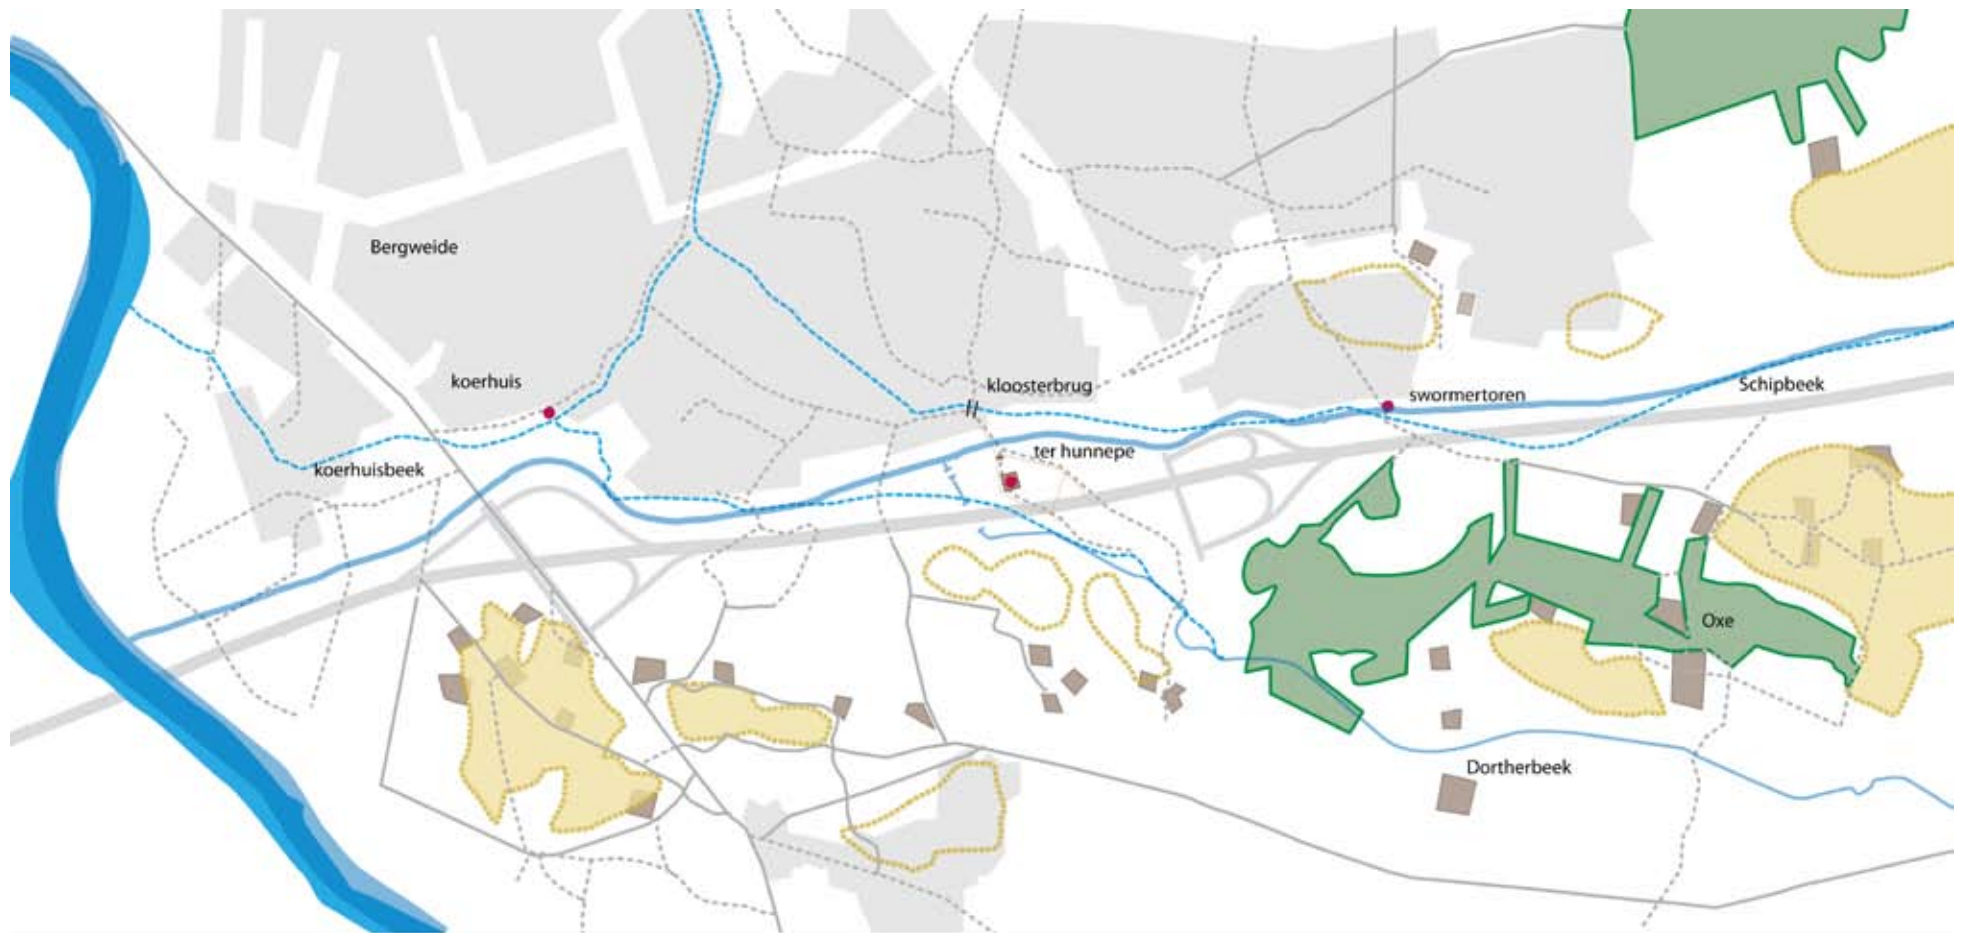 Bergweide
koerhuis
kloosterbrug
Schipbeek
swormertoren
ter hunnepe
koerhuisbeek
Oxe
Dortherbeek